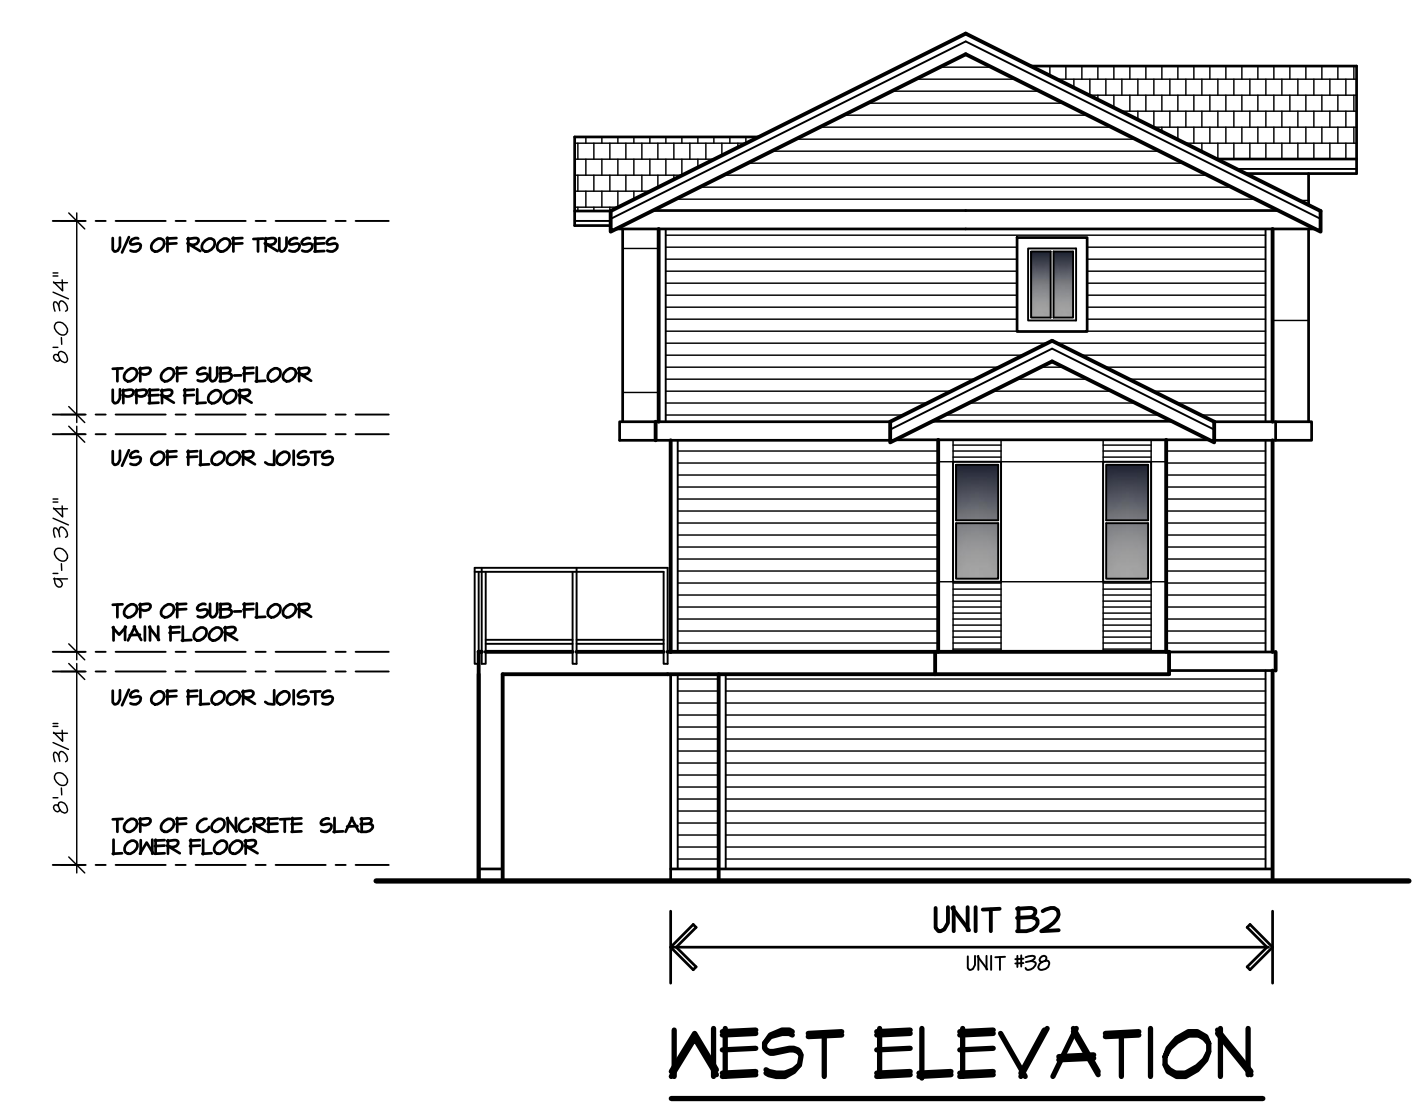 U/S OF ROOF TRUSSES
8'-0 3/4"
TOP OF SUB-FLOOR
UPPER FLOOR
U/S OF FLOOR JOISTS
9'-0 3/4"
TOP OF SUB-FLOOR
MAIN FLOOR
U/S OF FLOOR JOISTS
8'-0 3/4"
TOP OF CONCRETE SLAB
LOWER FLOOR
UNIT B2
UNIT #38
WEST ELEVATION